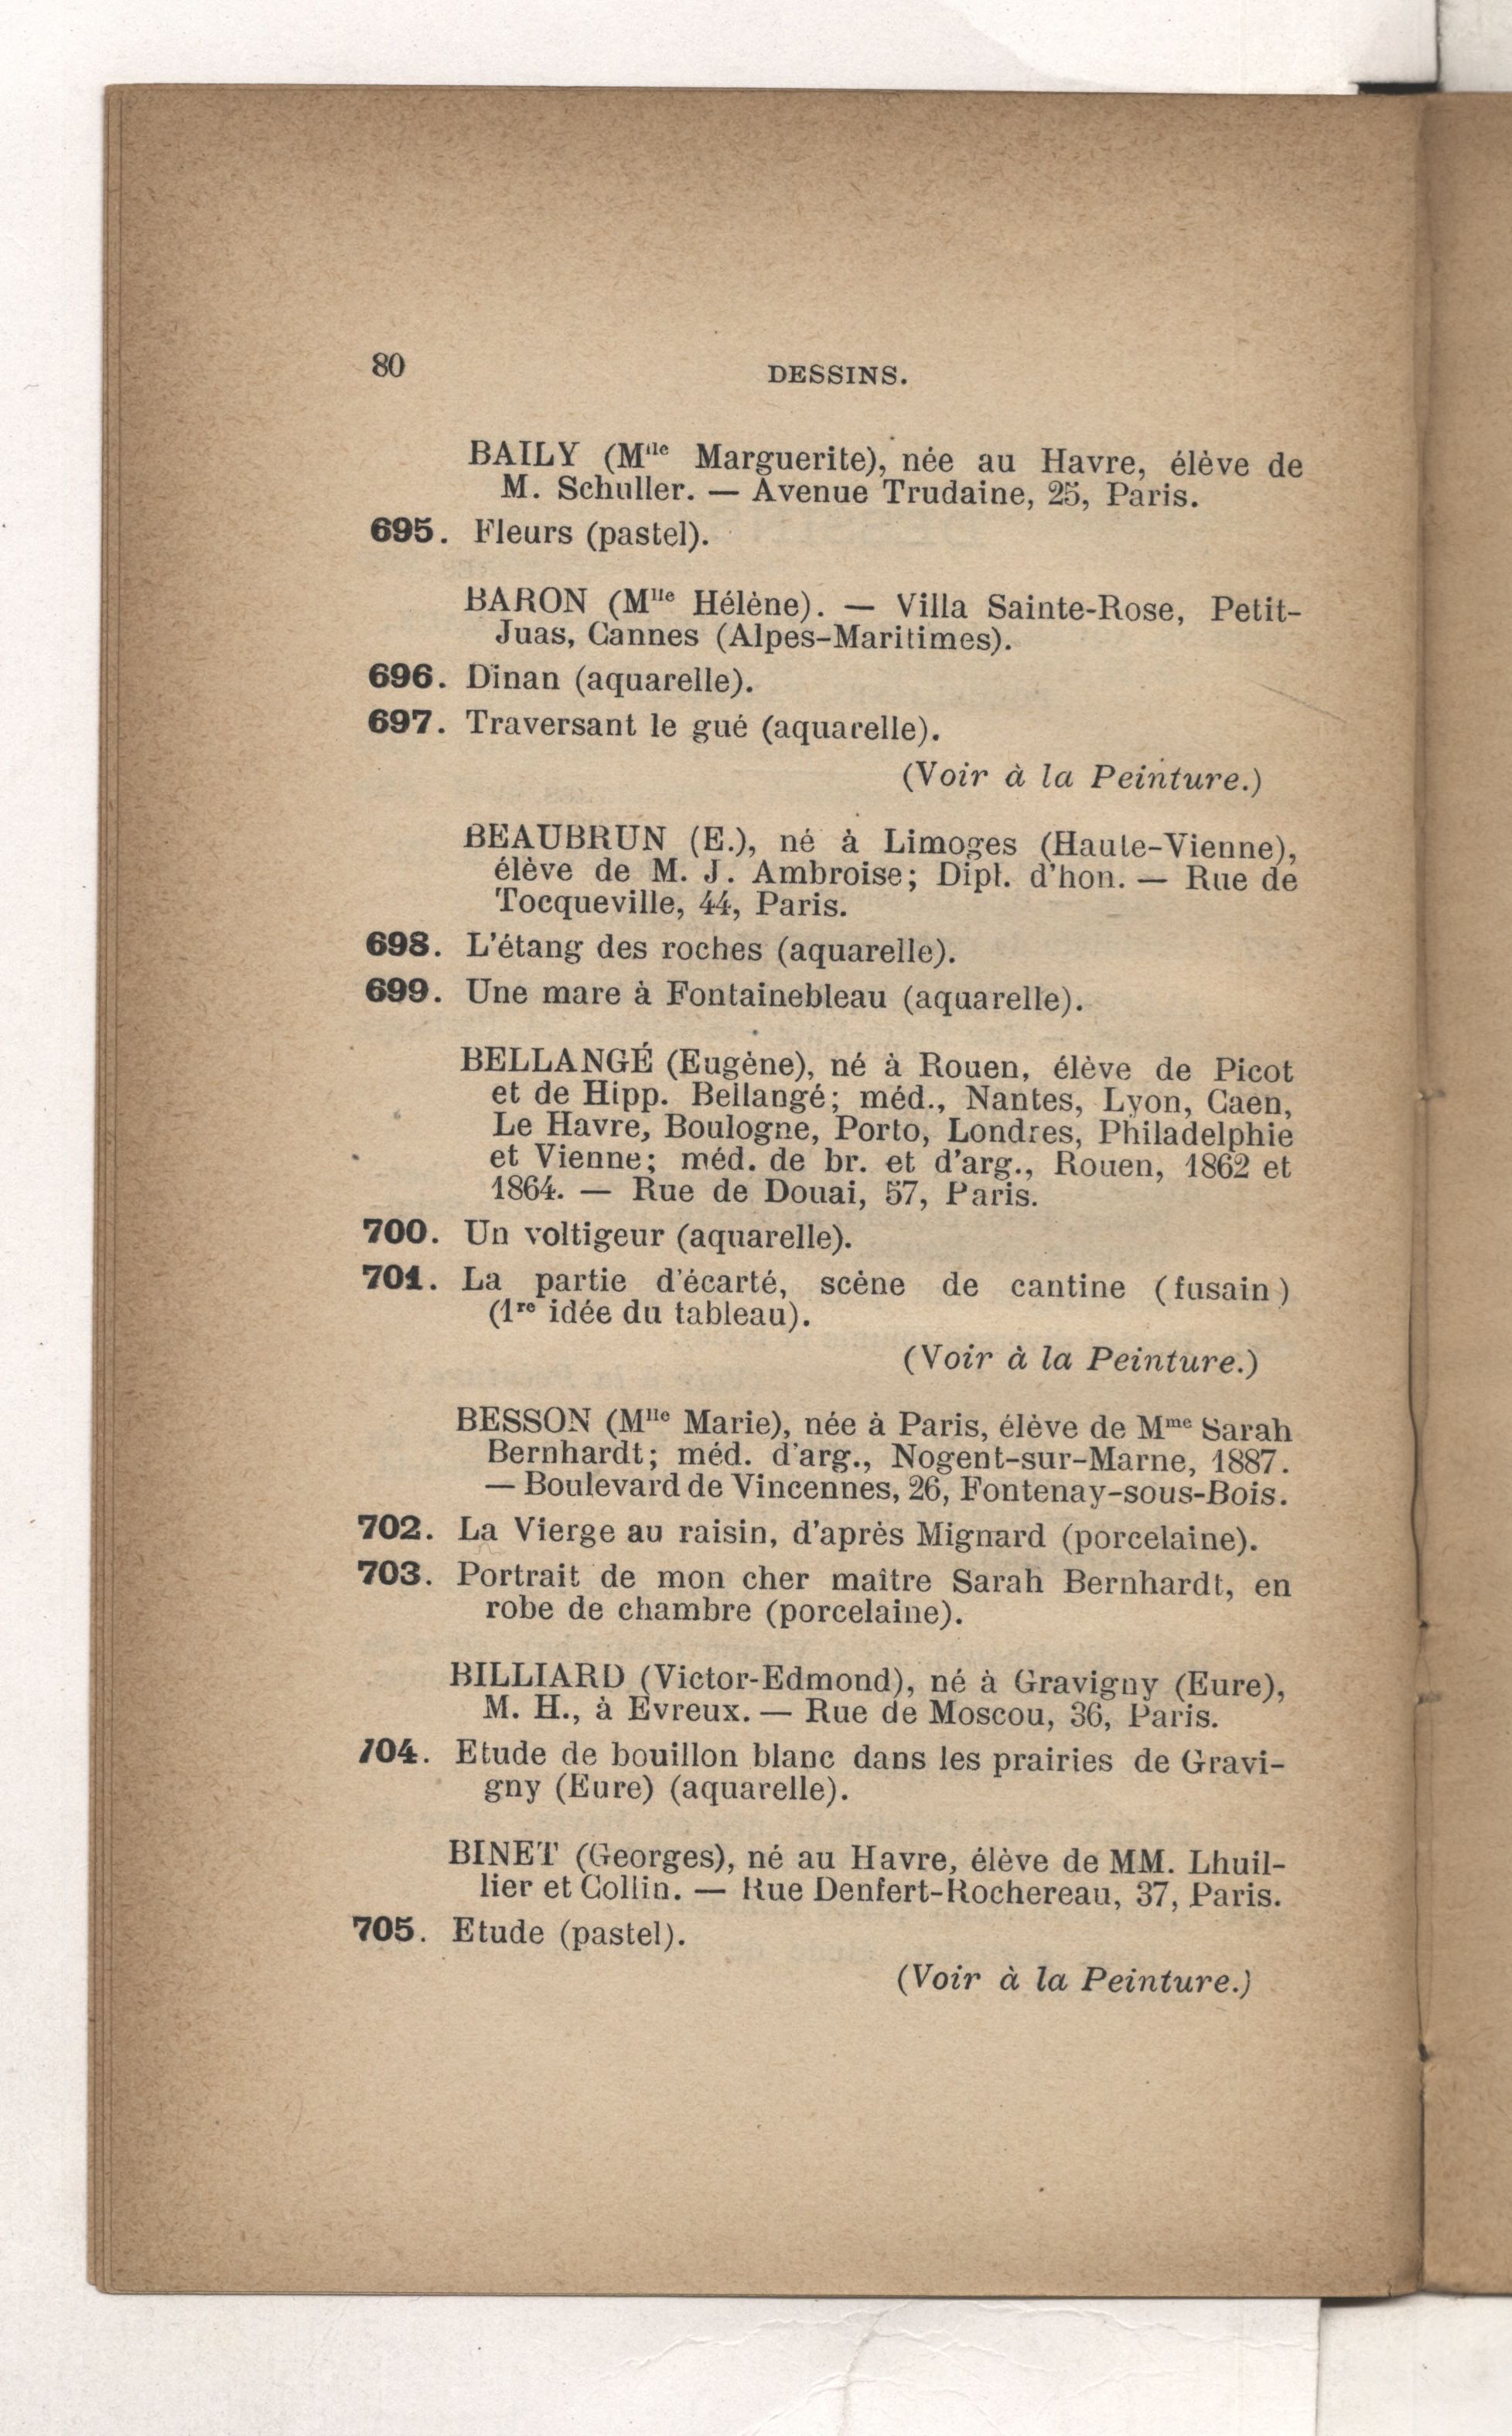 80
DESSINS.
BAILY (Mlle Marguerite), née au Havre, élève de
M. Schuller. — Avenue Trudaine, 25, Paris.
695. Fleurs (pastel).
BARON (Mlle Hélène). — Villa Sainte-Rose, Petit-
Juas, Cannes (Alpes-Maritimes).
696. Dinan (aquarelle).
697. Traversant le gué (aquarelle).
(Voir à la Peinture.)
BEAUBRUN (E.), né à Limoges (Haute-Vienne),
élève de M. J. Ambroise; Dipl. d'hon. — Rue de
Tocqueville, 44, Paris.
698. L'étang des roches (aquarelle).
699. Une mare à Fontainebleau (aquarelle).
BELLANGÉ (Eugène), né à Rouen, élève de Picot
et de Hipp. Bellangé; méd., Nantes, Lyon, Caen,
Le Havre, Boulogne, Porto, Londres, Philadelphie
et Vienne; méd. de br. et d'arg., Rouen, 1862 et
1864. — Rue de Douai, 57, Paris.
700. Un voltigeur (aquarelle).
701. La partie d'écarté, scène de cantine (fusain)
(1re idée du tableau).
(Voir à la Peinture.)
BESSON (Mlle Marie), née à Paris, élève de Mme Sarah
Bernhardt; méd. d'arg., Nogent-sur-Marne, 1887.
— Boulevard de Vincennes, 26, Fontenay-sous-Bois.
702. La Vierge au raisin, d'après Mignard (porcelaine).
703. Portrait de mon cher maître Sarah Bernhardt, en
robe de chambre (porcelaine).
BILLIARD (Victor-Edmond), né à Gravigny (Eure),
M. H., à Evreux. — Rue de Moscou, 36, Paris.
704. Etude de bouillon blanc dans les prairies de Gravi-
gny (Eure) (aquarelle).
BINET (Georges), né au Havre, élève de MM. Lhuil-
lier et Collin. — Rue Denfert-Rochereau, 37, Paris.
705. Etude (pastel).
(Voir à la Peinture.)